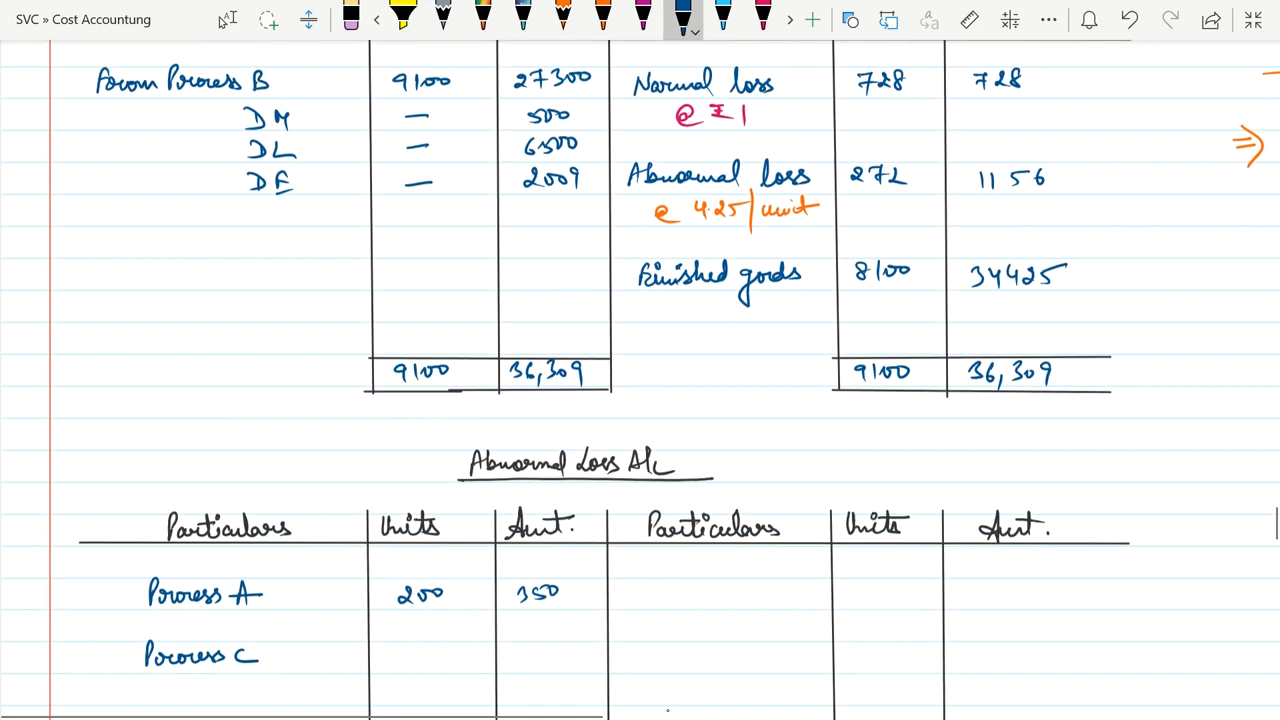 SVC » Cost Accountung
From Process B 9100 27300 Normal loss 728 728
DM — 500 @ ₹ 1
DL — 6500
DE — 2009 Abnormal loss 272 1156
@ 4.25/unit
Finished goods 8100 34425
9100 36,309 9100 36,309
Abnormal Loss A/c
Particulars Units Amt. Particulars Units Amt.
Process A 200 350
Process C